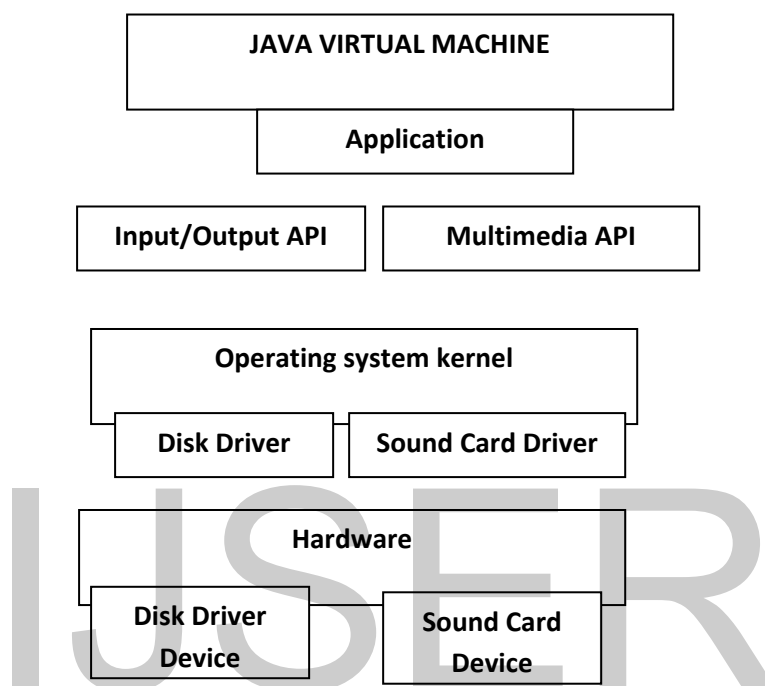 JAVA VIRTUAL MACHINE
Application
Input/Output API
Multimedia API
Operating system kernel
Disk Driver
Sound Card Driver
IJSER
Hardware
Disk Driver
Device
Sound Card
Device